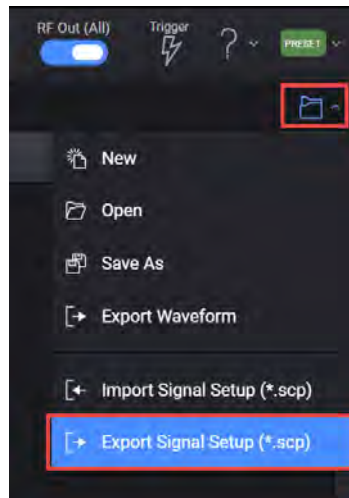 RF Out (All)
Trigger
?
PRESET
New
Open
Save As
Export Waveform
Import Signal Setup (*.scp)
Export Signal Setup (*.scp)